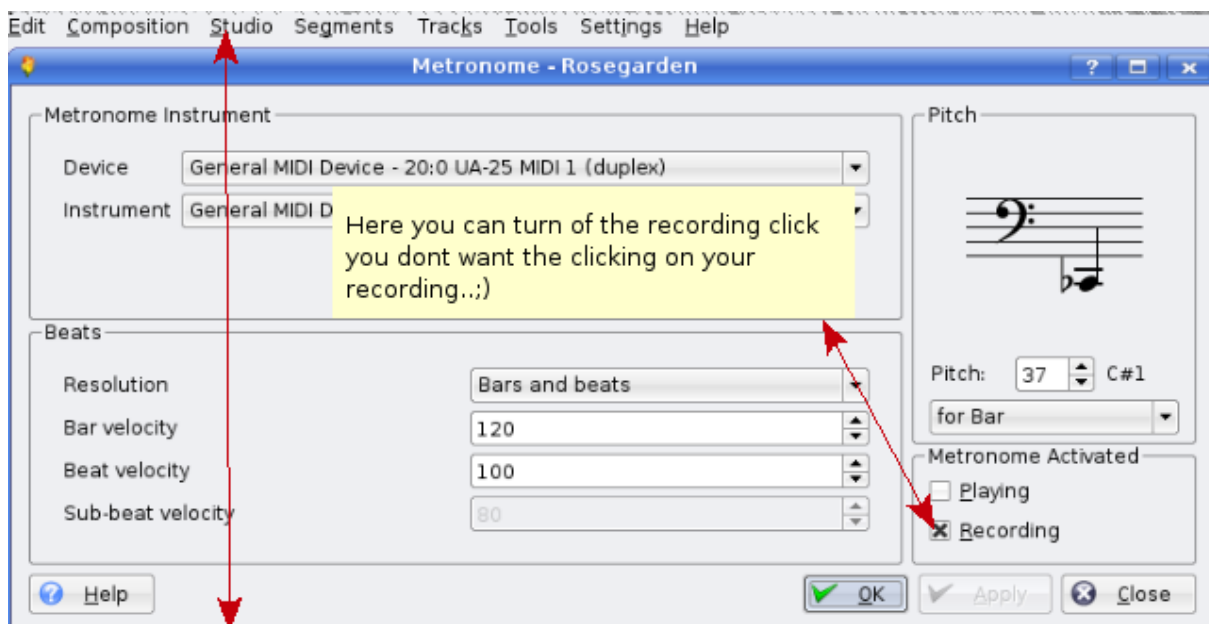 Edit Composition Studio Segments Tracks Tools Settings Help
Metronome - Rosegarden
Metronome Instrument
Device General MIDI Device - 20:0 UA-25 MIDI 1 (duplex)
Instrument General MIDI D
Here you can turn of the recording click
you dont want the clicking on your
recording..;)
Pitch
Pitch: 37 C#1
for Bar
Beats
Resolution Bars and beats
Bar velocity 120
Beat velocity 100
Sub-beat velocity 80
Metronome Activated
Playing
Recording
Help OK Apply Close